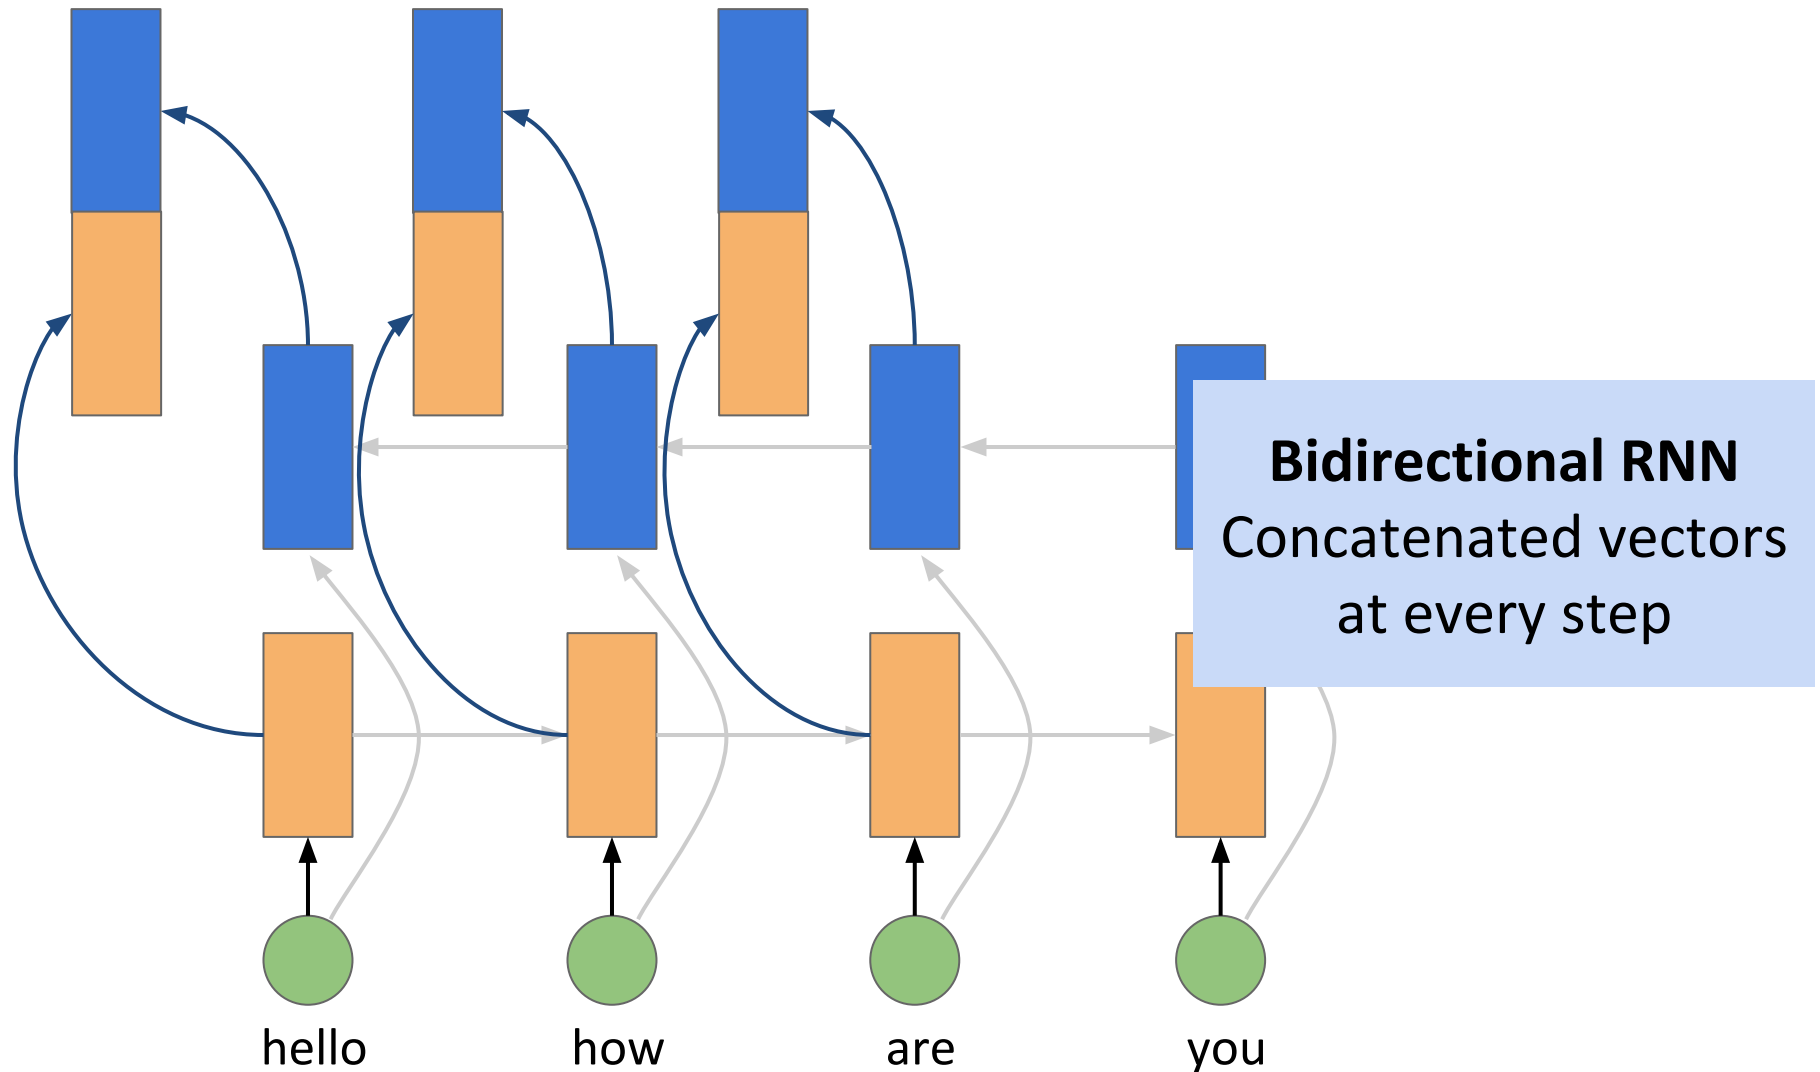 Bidirectional RNN
Concatenated vectors
at every step
hello how are you